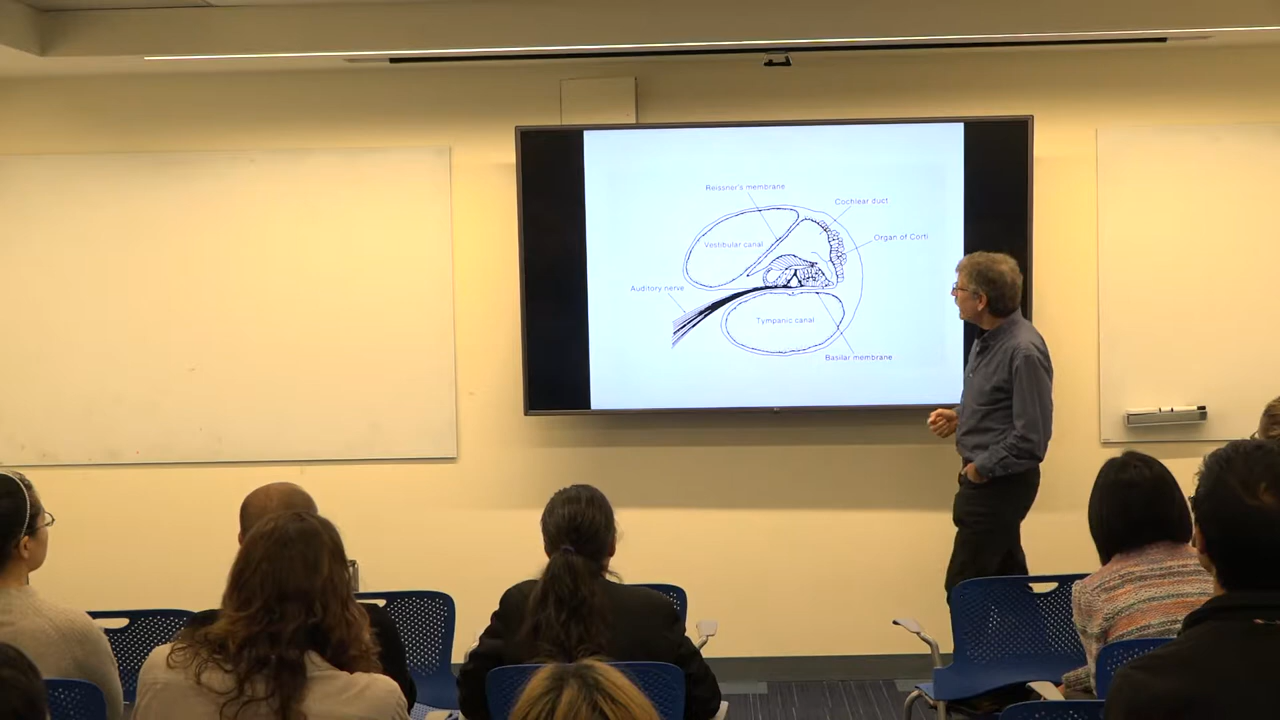 Reissner's membrane
Cochlear duct
Organ of Corti
Vestibular canal
Auditory nerve
Tympanic canal
Basilar membrane